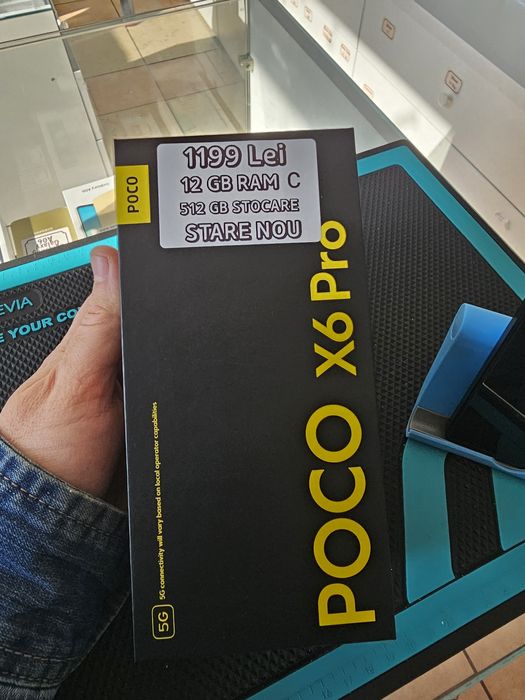 1199 Lei
12 GB RAM C
512 GB STOCARE
STARE NOU
POCO
POCO X6 Pro
5G
5G connectivity will vary based on local operator capabilities
EVIA
E YOUR CO